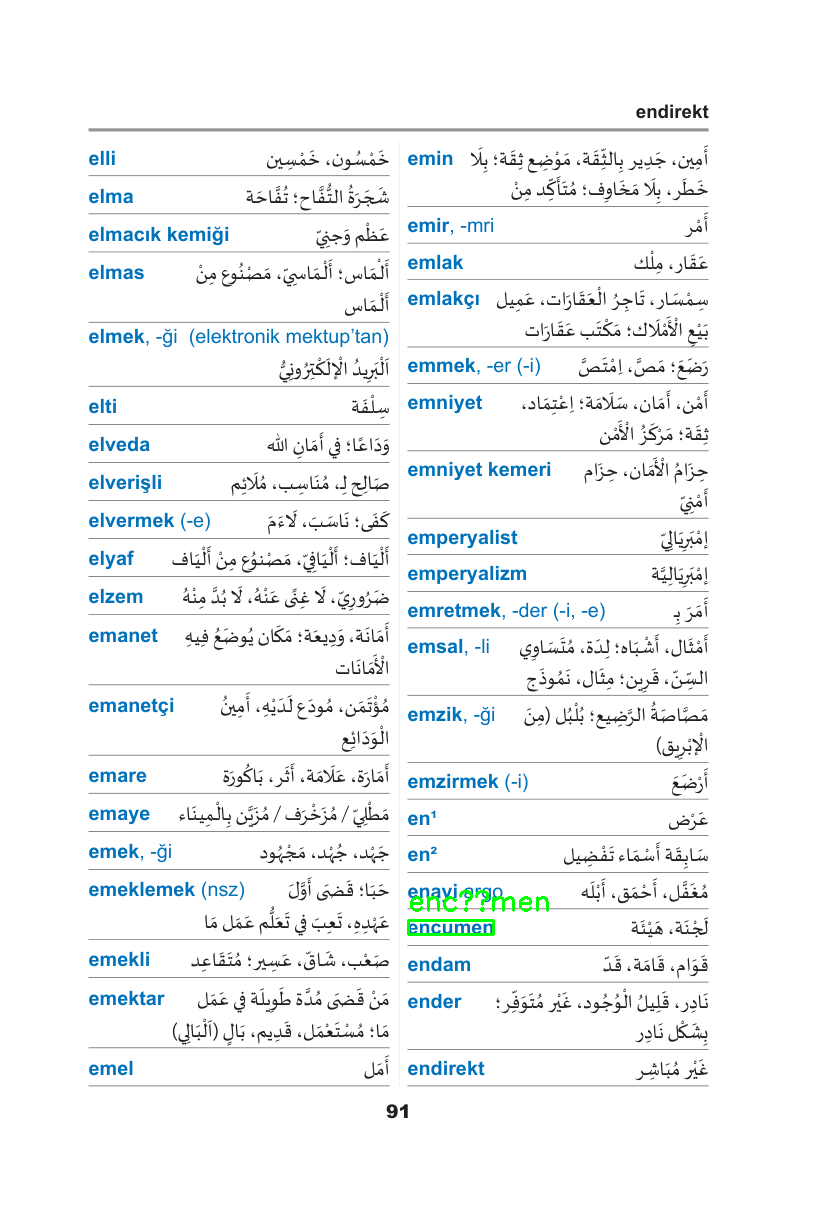 endirekt
elli خَمْسُون، خَمْسِين
elma شَجَرَةُ التُّفَّاح؛ تُفَّاحَة
elmacık kemiği عَظْم وَجنِيّ
elmas أَلْمَاس؛ أَلْمَاسِيّ، مَصْنُوع مِنْ
أَلْمَاس
elmek, -ği (elektronik mektup’tan)
اَلْبَرِيدُ الْإلَكْتِرُونِيُّ
elti سِلْفَة
elveda وَدَاعًا؛ فِي أَمَانِ الله
elverişli صَالِح لِـ، مُنَاسِب، مُلَائِم
elvermek (-e) كَفَى؛ نَاسَبَ، لَاءَمَ
elyaf أَلْيَاف؛ أَلْيَافِيّ، مَصْنوُع مِنْ أَلْيَاف
elzem ضَرُورِيّ، لَا غِنًى عَنْهُ، لَا بُدَّ مِنْهُ
emanet أَمَانَة، وَدِيعَة؛ مَكَان يُوضَعُ فِيهِ
الْأَمَانَات
emanetçi مُؤْتَمَن، مُودَع لَدَيْهِ، أَمِينُ
الْوَدَائِع
emare أَمَارَة، عَلَامَة، أَثَر، بَاكُورَة
emaye مَطْلِيّ / مُزَخْرَف / مُزَيَّن بِالْمِينَاء
emek, -ği جَهْد، جُهْد، مَجْهُود
emeklemek (nsz) حَبَا؛ قَضَى أَوَّلَ
عَهْدِهِ، تَعِبَ فِي تَعَلُّم عَمَل مَا
emekli صَعْب، شَاقّ، عَسِير؛ مُتَقَاعِد
emektar مَنْ قَضَى مُدَّة طَوِيلَة فِي عَمَل
مَا؛ مُسْتَعْمَل، قَدِيم، بَالٍ (اَلْبَالِي)
emel أَمَل
emin أَمِين، جَدِير بِالثِّقَة، مَوْضِع ثِقَة؛ بِلَا
خَطَر، بِلَا مَخَاوِف؛ مُتَأَكِّد مِنْ
emir, -mri أَمْر
emlak عَقَار، مِلْك
emlakçı سِمْسَار، تَاجِرُ الْعَقَارَات، عَمِيل
بَيْعِ الْأَمْلَاك؛ مَكْتَب عَقَارَات
emmek, -er (-i) رَضَعَ؛ مَصَّ، اِمْتَصَّ
emniyet أَمْن، أَمَان، سَلَامَة؛ اِعْتِمَاد،
ثِقَة؛ مَرْكَزُ الْأَمْن
emniyet kemeri حِزَامُ الْأَمَان، حِزَام
أَمْنِيّ
emperyalist إمْبَرِيَالِيّ
emperyalizm إمْبَرِيَالِيَّة
emretmek, -der (-i, -e) أَمَرَ بِـ
emsal, -li أَمْثَال، أَشْبَاه؛ لِدَة، مُتَسَاوِي
السِّنّ، قَرِين؛ مِثَال، نَمُوذَج
emzik, -ği مَصَّاصَةُ الرَّضِيع؛ بُلْبُل (مِنَ
الْإبْرِيق)
emzirmek (-i) أَرْضَعَ
en¹ عَرْض
en² سَابِقَة أَسْمَاء تَفْضِيل
enayi argo مُغَفَّل، أَحْمَق، أَبْلَه
enc??men
encumen لَجْنَة، هَيْئَة
endam قَوَام، قَامَة، قَدّ
ender نَادِر، قَلِيلُ الْوُجُود، غَيْر مُتَوَفِّر؛
بِشَكْل نَادِر
endirekt غَيْر مُبَاشِر
91